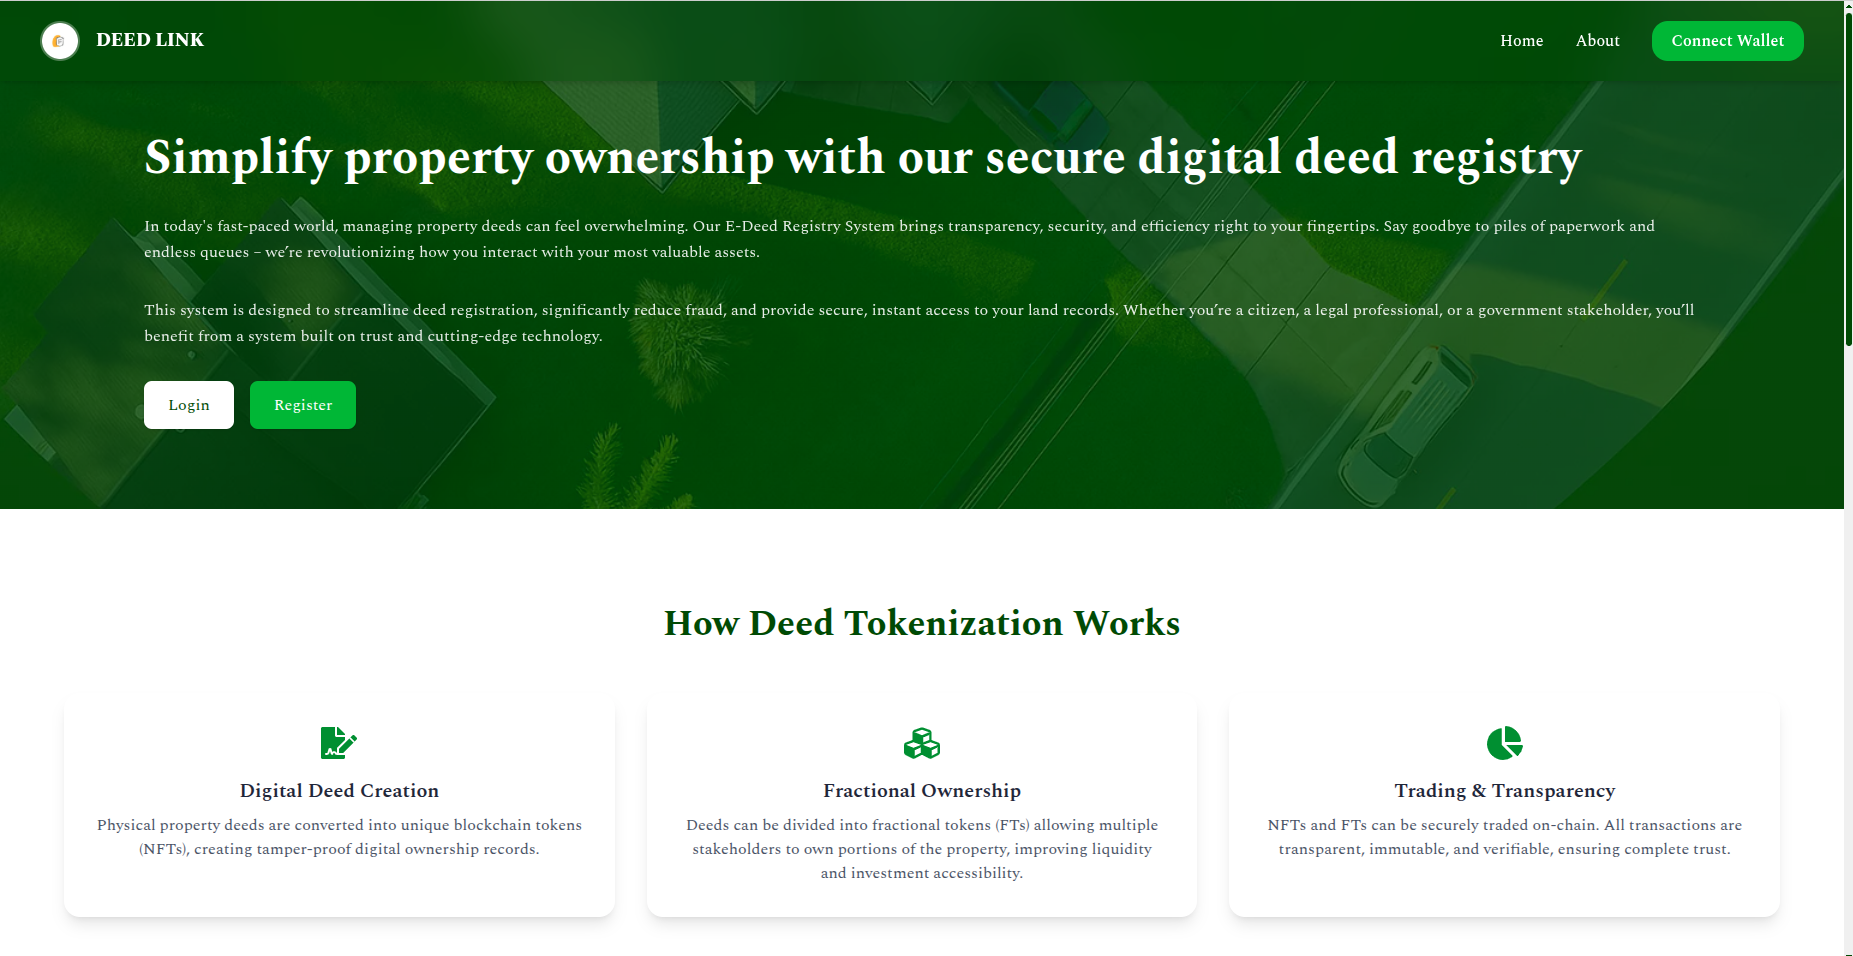 DEED LINK
Home
About
Connect Wallet
Simplify property ownership with our secure digital deed registry
In today's fast-paced world, managing property deeds can feel overwhelming. Our E-Deed Registry System brings transparency, security, and efficiency right to your fingertips. Say goodbye to piles of paperwork and
endless queues – we’re revolutionizing how you interact with your most valuable assets.
This system is designed to streamline deed registration, significantly reduce fraud, and provide secure, instant access to your land records. Whether you’re a citizen, a legal professional, or a government stakeholder, you’ll
benefit from a system built on trust and cutting-edge technology.
Login
Register
How Deed Tokenization Works
Digital Deed Creation
Physical property deeds are converted into unique blockchain tokens
(NFTs), creating tamper-proof digital ownership records.
Fractional Ownership
Deeds can be divided into fractional tokens (FTs) allowing multiple
stakeholders to own portions of the property, improving liquidity
and investment accessibility.
Trading & Transparency
NFTs and FTs can be securely traded on-chain. All transactions are
transparent, immutable, and verifiable, ensuring complete trust.